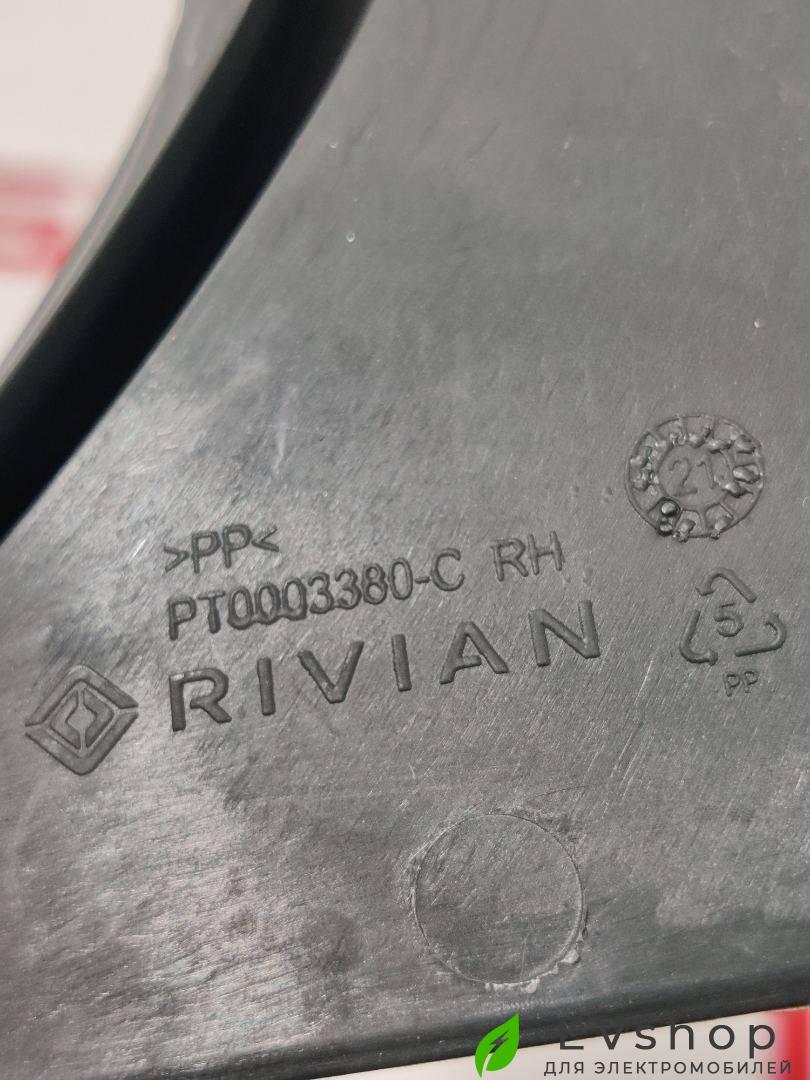 21
>PP<
PT0003380-C RH
RIVIAN
5
PP
Evshop
ДЛЯ ЭЛЕКТРОМОБИЛЕЙ